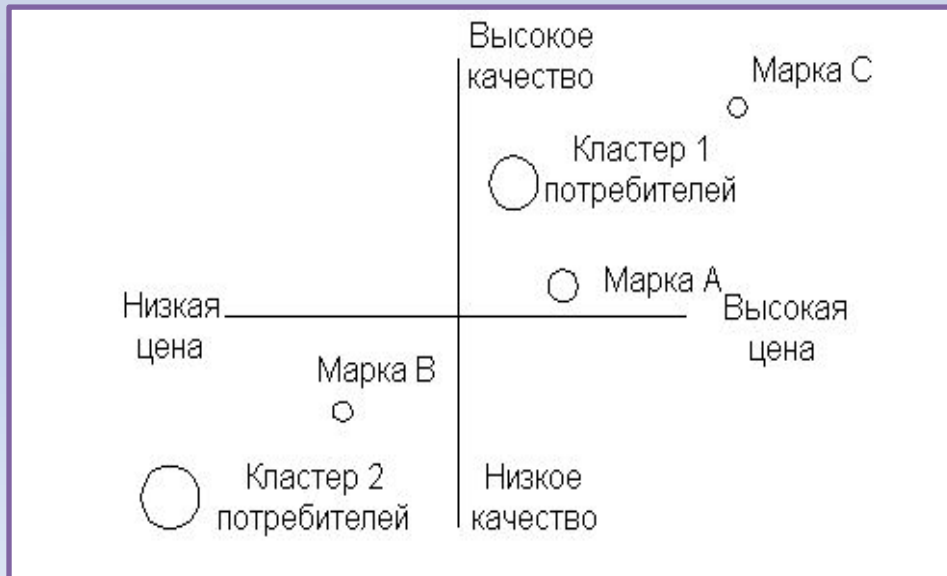 Высокое
качество
Марка С
Кластер 1
потребителей
Марка А
Низкая
цена
Высокая
цена
Марка В
Кластер 2
потребителей
Низкое
качество